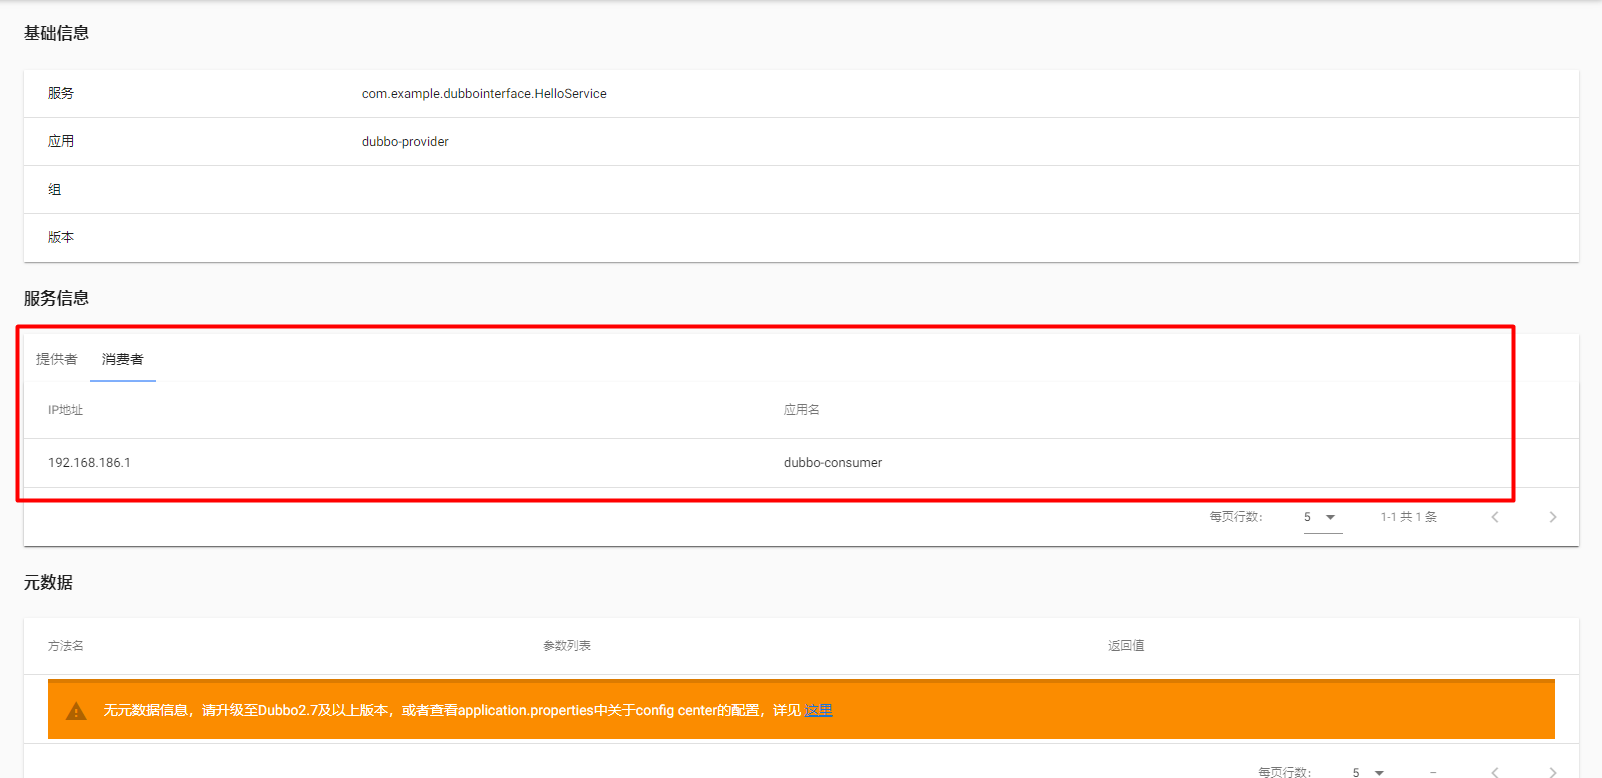 基础信息
服务 com.example.dubbointerface.HelloService
应用 dubbo-provider
组
版本
服务信息
提供者 消费者
IP地址 应用名
192.168.186.1 dubbo-consumer
每页行数: 5 1-1 共 1 条
元数据
方法名 参数列表 返回值
无元数据信息，请升级至Dubbo2.7及以上版本，或者查看application.properties中关于config center的配置，详见 这里
每页行数: 5 –